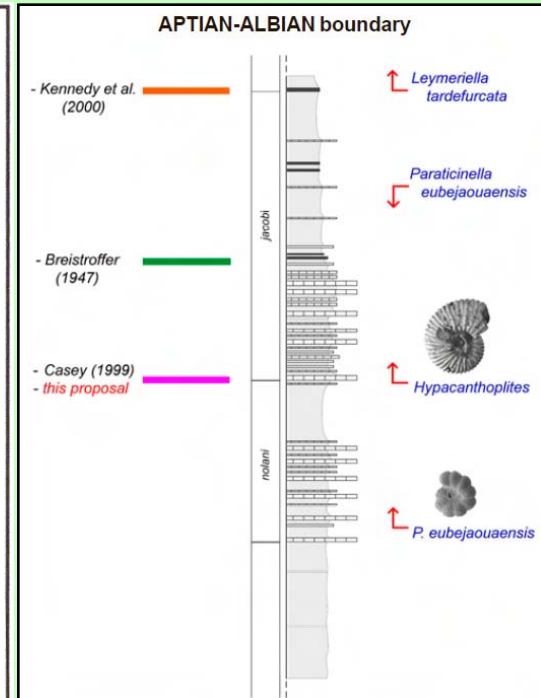 APTIAN-ALBIAN boundary
- Kennedy et al.
(2000)
Leymeriella
tardefurcata
Paraticinella
eubejaouaensis
jacobi
- Breistroffer
(1947)
- Casey (1999)
- this proposal
Hypacanthoplites
nolani
P. eubejaouaensis